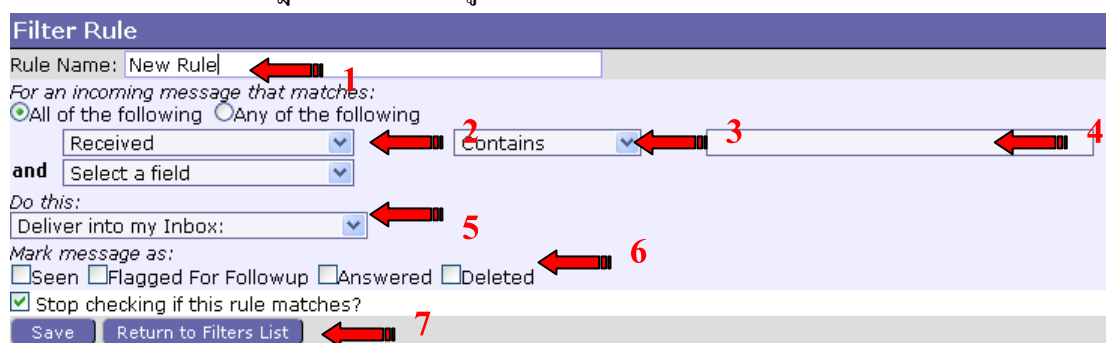 Filter Rule
Rule Name: New Rule 1
For an incoming message that matches:
All of the following Any of the following
Received 2 Contains 3 4
and Select a field
Do this:
Deliver into my Inbox: 5
Mark message as: 6
Seen Flagged For Followup Answered Deleted
Stop checking if this rule matches?
Save Return to Filters List 7